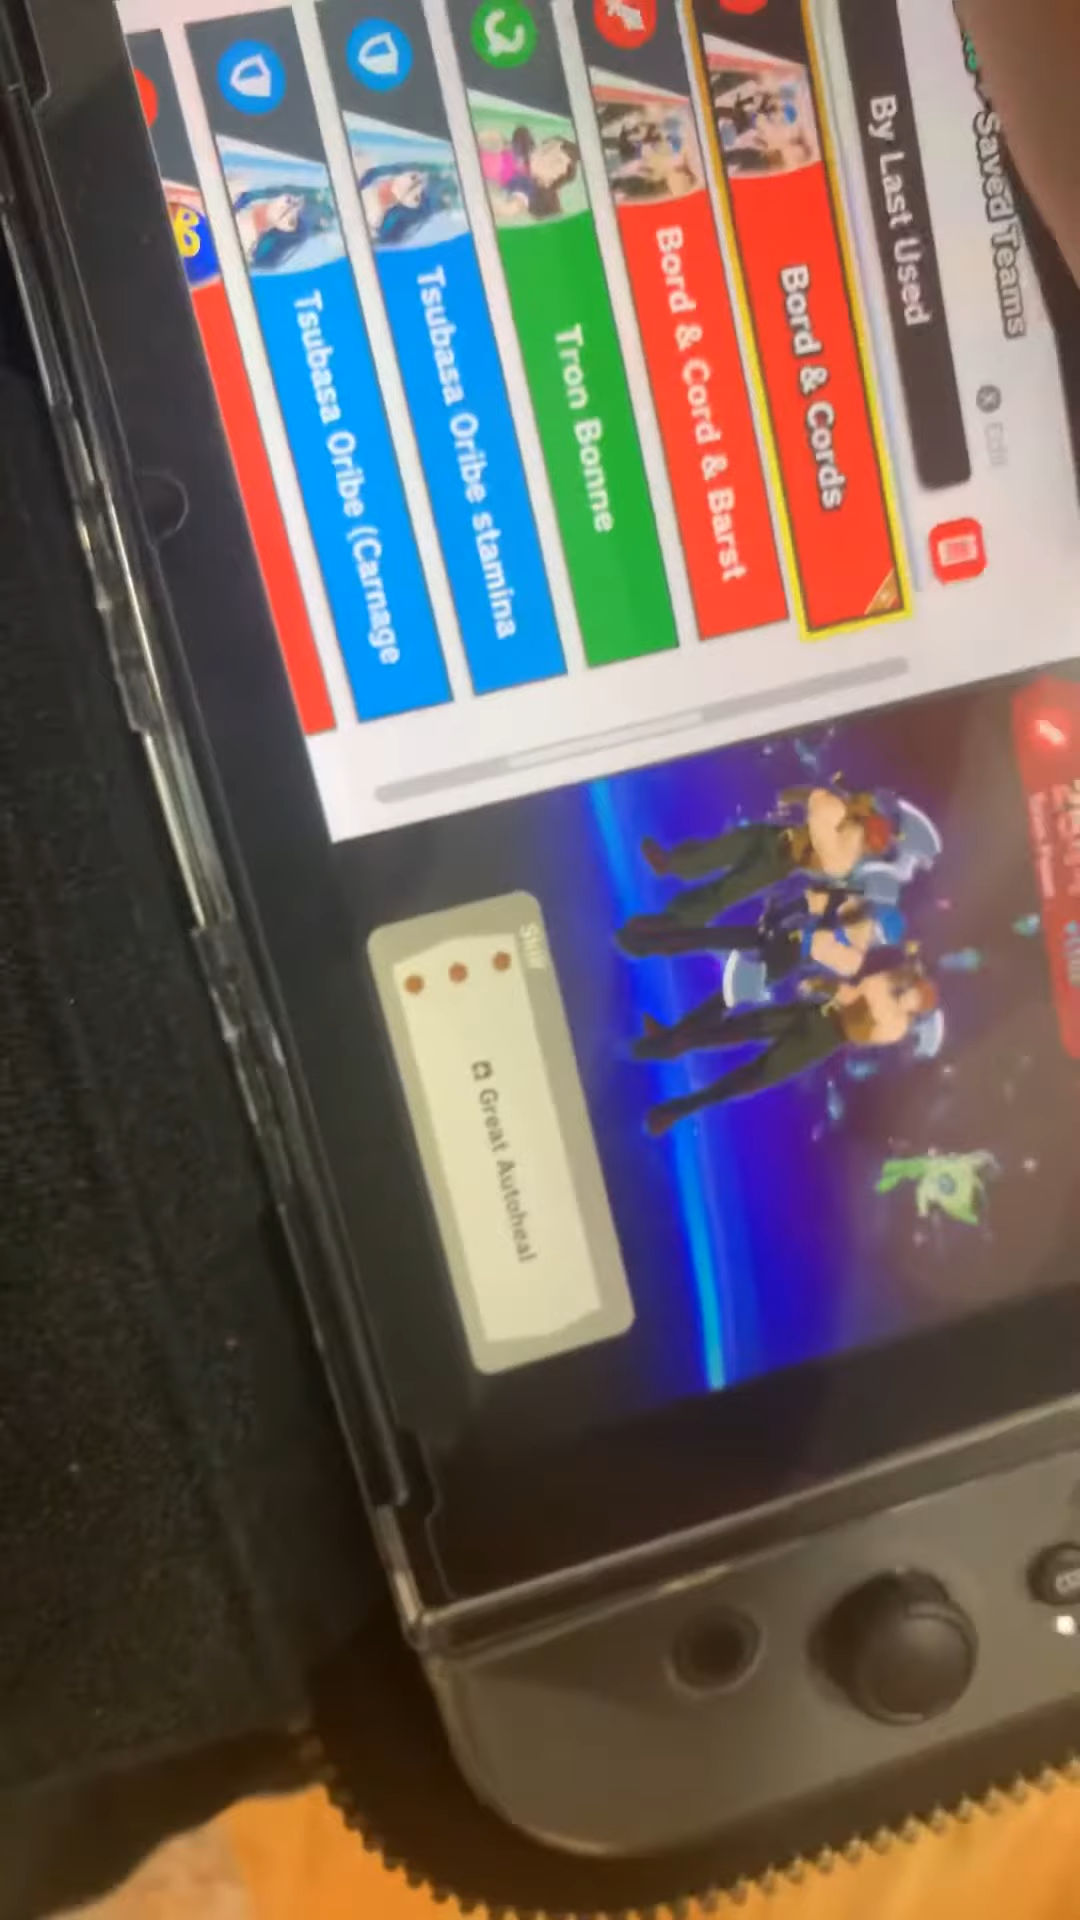 Saved Teams
X Edit
By Last Used
Bord & Cords
Bord & Cord & Barst
Tron Bonne
Tsubasa Oribe stamina
Tsubasa Oribe (Carnage
Great Autoheal